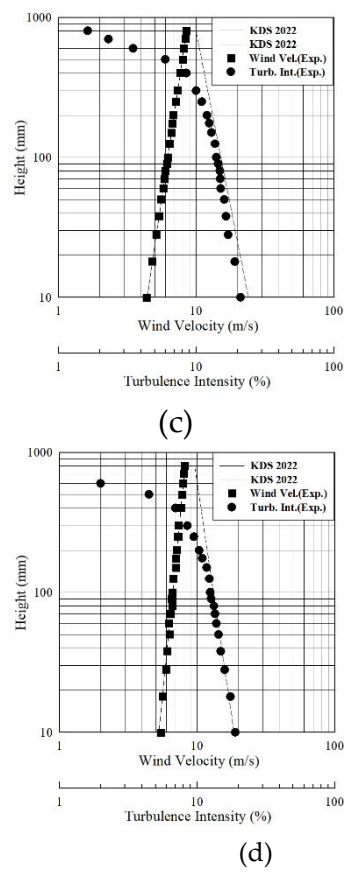 1000
KDS 2022
KDS 2022
Wind Vel.(Exp.)
Turb. Int.(Exp.)
Height (mm)
100
10
1 10 100
Wind Velocity (m/s)
1 10 100
Turbulence Intensity (%)
(c)
1000
KDS 2022
KDS 2022
Wind Vel.(Exp.)
Turb. Int.(Exp.)
Height (mm)
100
10
1 10 100
Wind Velocity (m/s)
1 10 100
Turbulence Intensity (%)
(d)